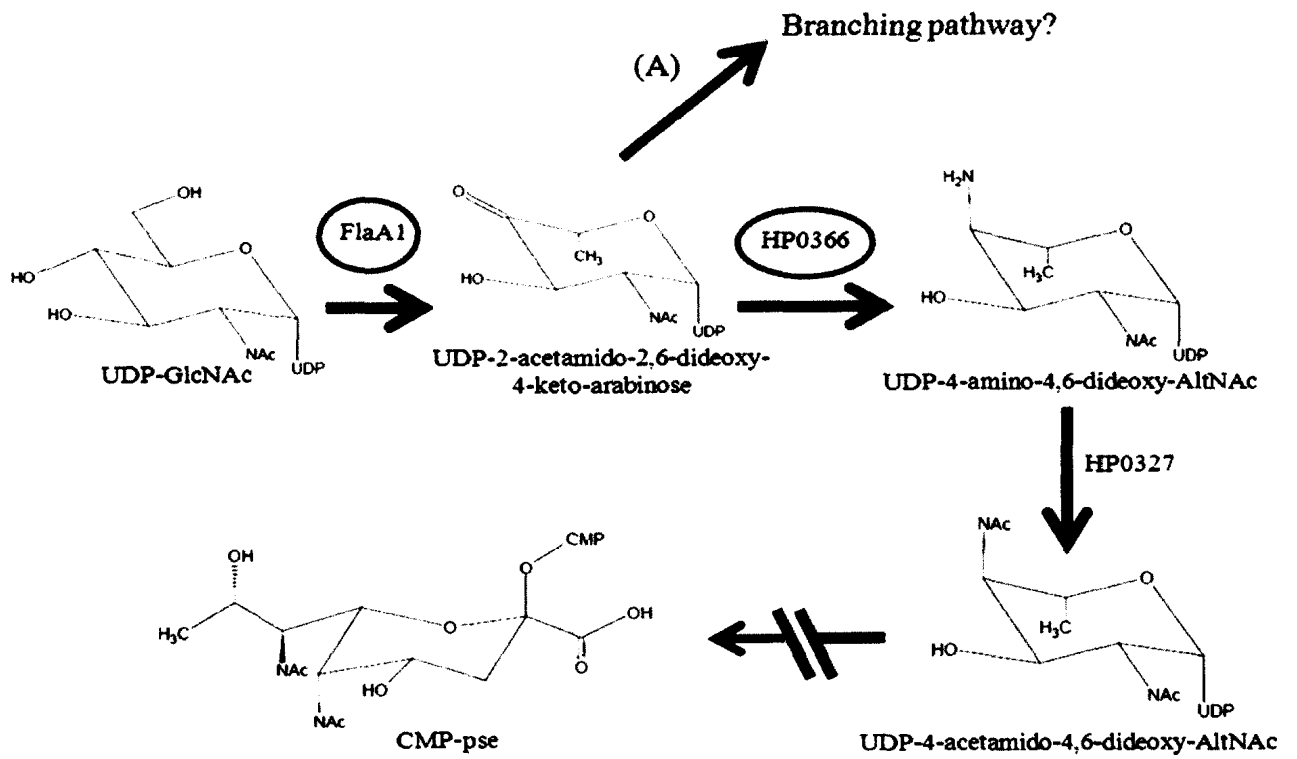 Branching pathway?
(A)
OH
O
HO
HO
NAc
UDP
UDP-GlcNAc
FlaA1
O
O
CH3
HO
NAc
UDP
UDP-2-acetamido-2,6-dideoxy-
4-keto-arabinose
HP0366
H2N
O
H3C
HO
NAc
UDP
UDP-4-amino-4,6-dideoxy-AltNAc
HP0327
NAc
O
H3C
HO
NAc
UDP
UDP-4-acetamido-4,6-dideoxy-AltNAc
CMP
OH
O
OH
O
H3C
NAc
HO
O
NAc
CMP-pse